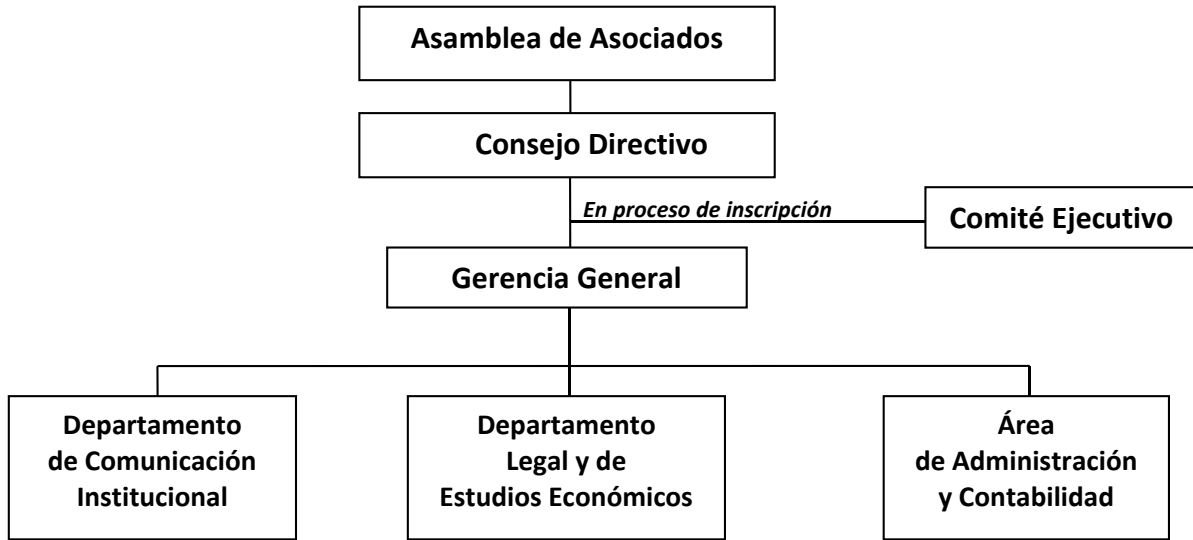 Asamblea de Asociados
Consejo Directivo
En proceso de inscripción
Comité Ejecutivo
Gerencia General
Departamento
de Comunicación
Institucional
Departamento
Legal y de
Estudios Económicos
Área
de Administración
y Contabilidad